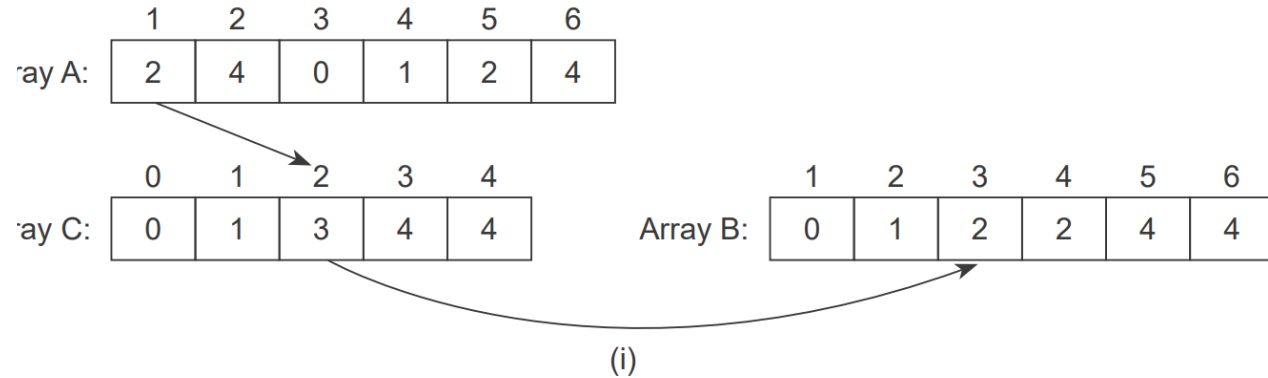 1 2 3 4 5 6
ray A: 2 4 0 1 2 4
0 1 2 3 4
ray C: 0 1 3 4 4
1 2 3 4 5 6
Array B: 0 1 2 2 4 4
(i)